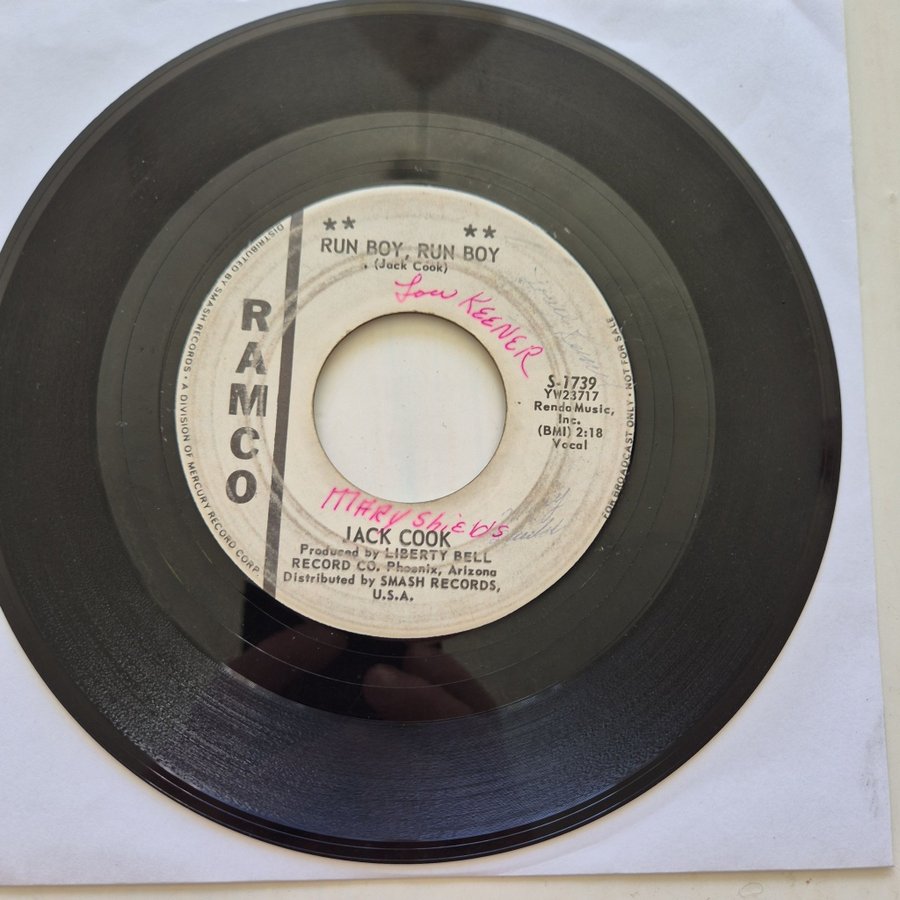 ★★ ★★
RUN BOY, RUN BOY
(Jack Cook)
Lou KEENER
RAMCO
S-1739
YW23717
Renda Music,
Inc.
(BMI) 2:18
Vocal
MARY ShiElds
JACK COOK
Produced by LIBERTY BELL
RECORD CO. Phoenix, Arizona
Distributed by SMASH RECORDS,
U.S.A.
DISTRIBUTED BY SMASH RECORDS • A DIVISION OF MERCURY RECORD CORP.
FOR BROADCAST ONLY • NOT FOR SALE